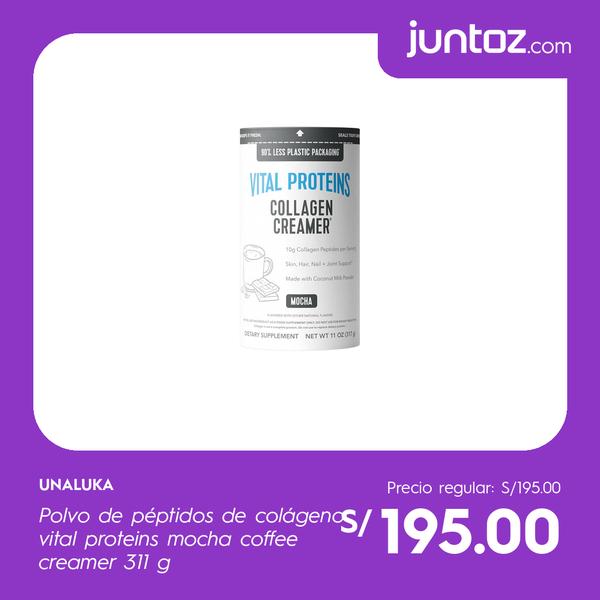 juntoz.com
80% LESS PLASTIC PACKAGING
VITAL PROTEINS
COLLAGEN
CREAMER
10g Collagen Peptides per Serving
Skin, Hair, Nail + Joint Support
Made with Coconut Milk Powder
MOCHA
DIETARY SUPPLEMENT NET WT 11 OZ (311 g)
UNALUKA
Precio regular: S/195.00
Polvo de péptidos de colágeno
vital proteins mocha coffee
creamer 311 g
S/ 195.00